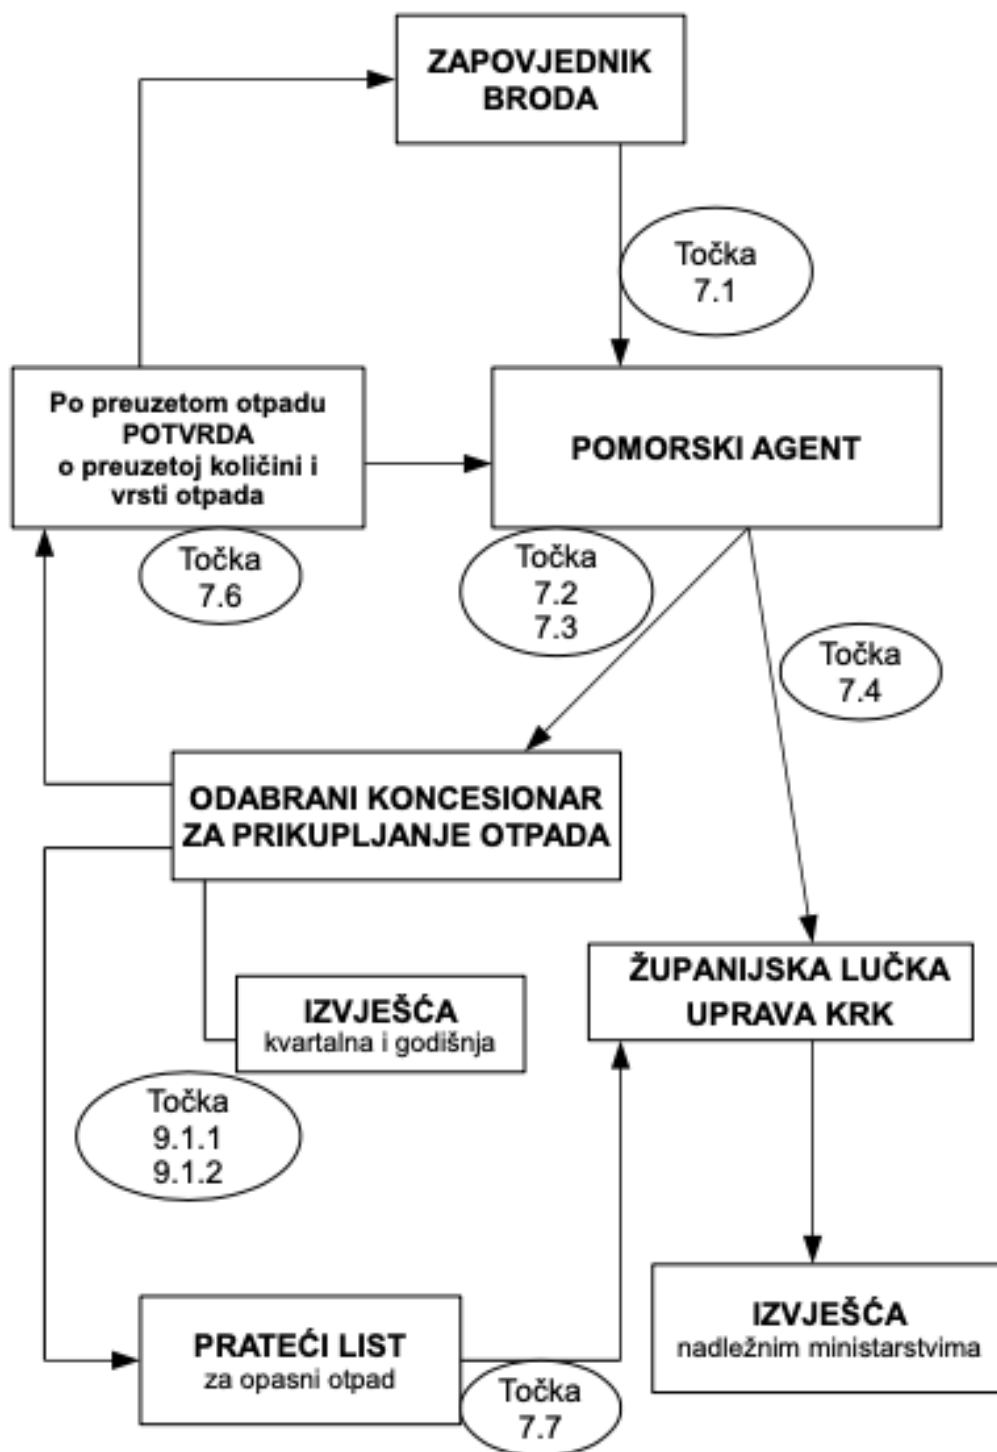 ZAPOVJEDNIK
BRODA
Točka
7.1
Po preuzetom otpadu
POTVRDA
o preuzetoj količini i
vrsti otpada
POMORSKI AGENT
Točka
7.6
Točka
7.2
7.3
Točka
7.4
ODABRANI KONCESIONAR
ZA PRIKUPLJANJE OTPADA
ŽUPANIJSKA LUČKA
UPRAVA KRK
IZVJEŠĆA
kvartalna i godišnja
Točka
9.1.1
9.1.2
PRATEĆI LIST
za opasni otpad
IZVJEŠĆA
nadležnim ministarstvima
Točka
7.7